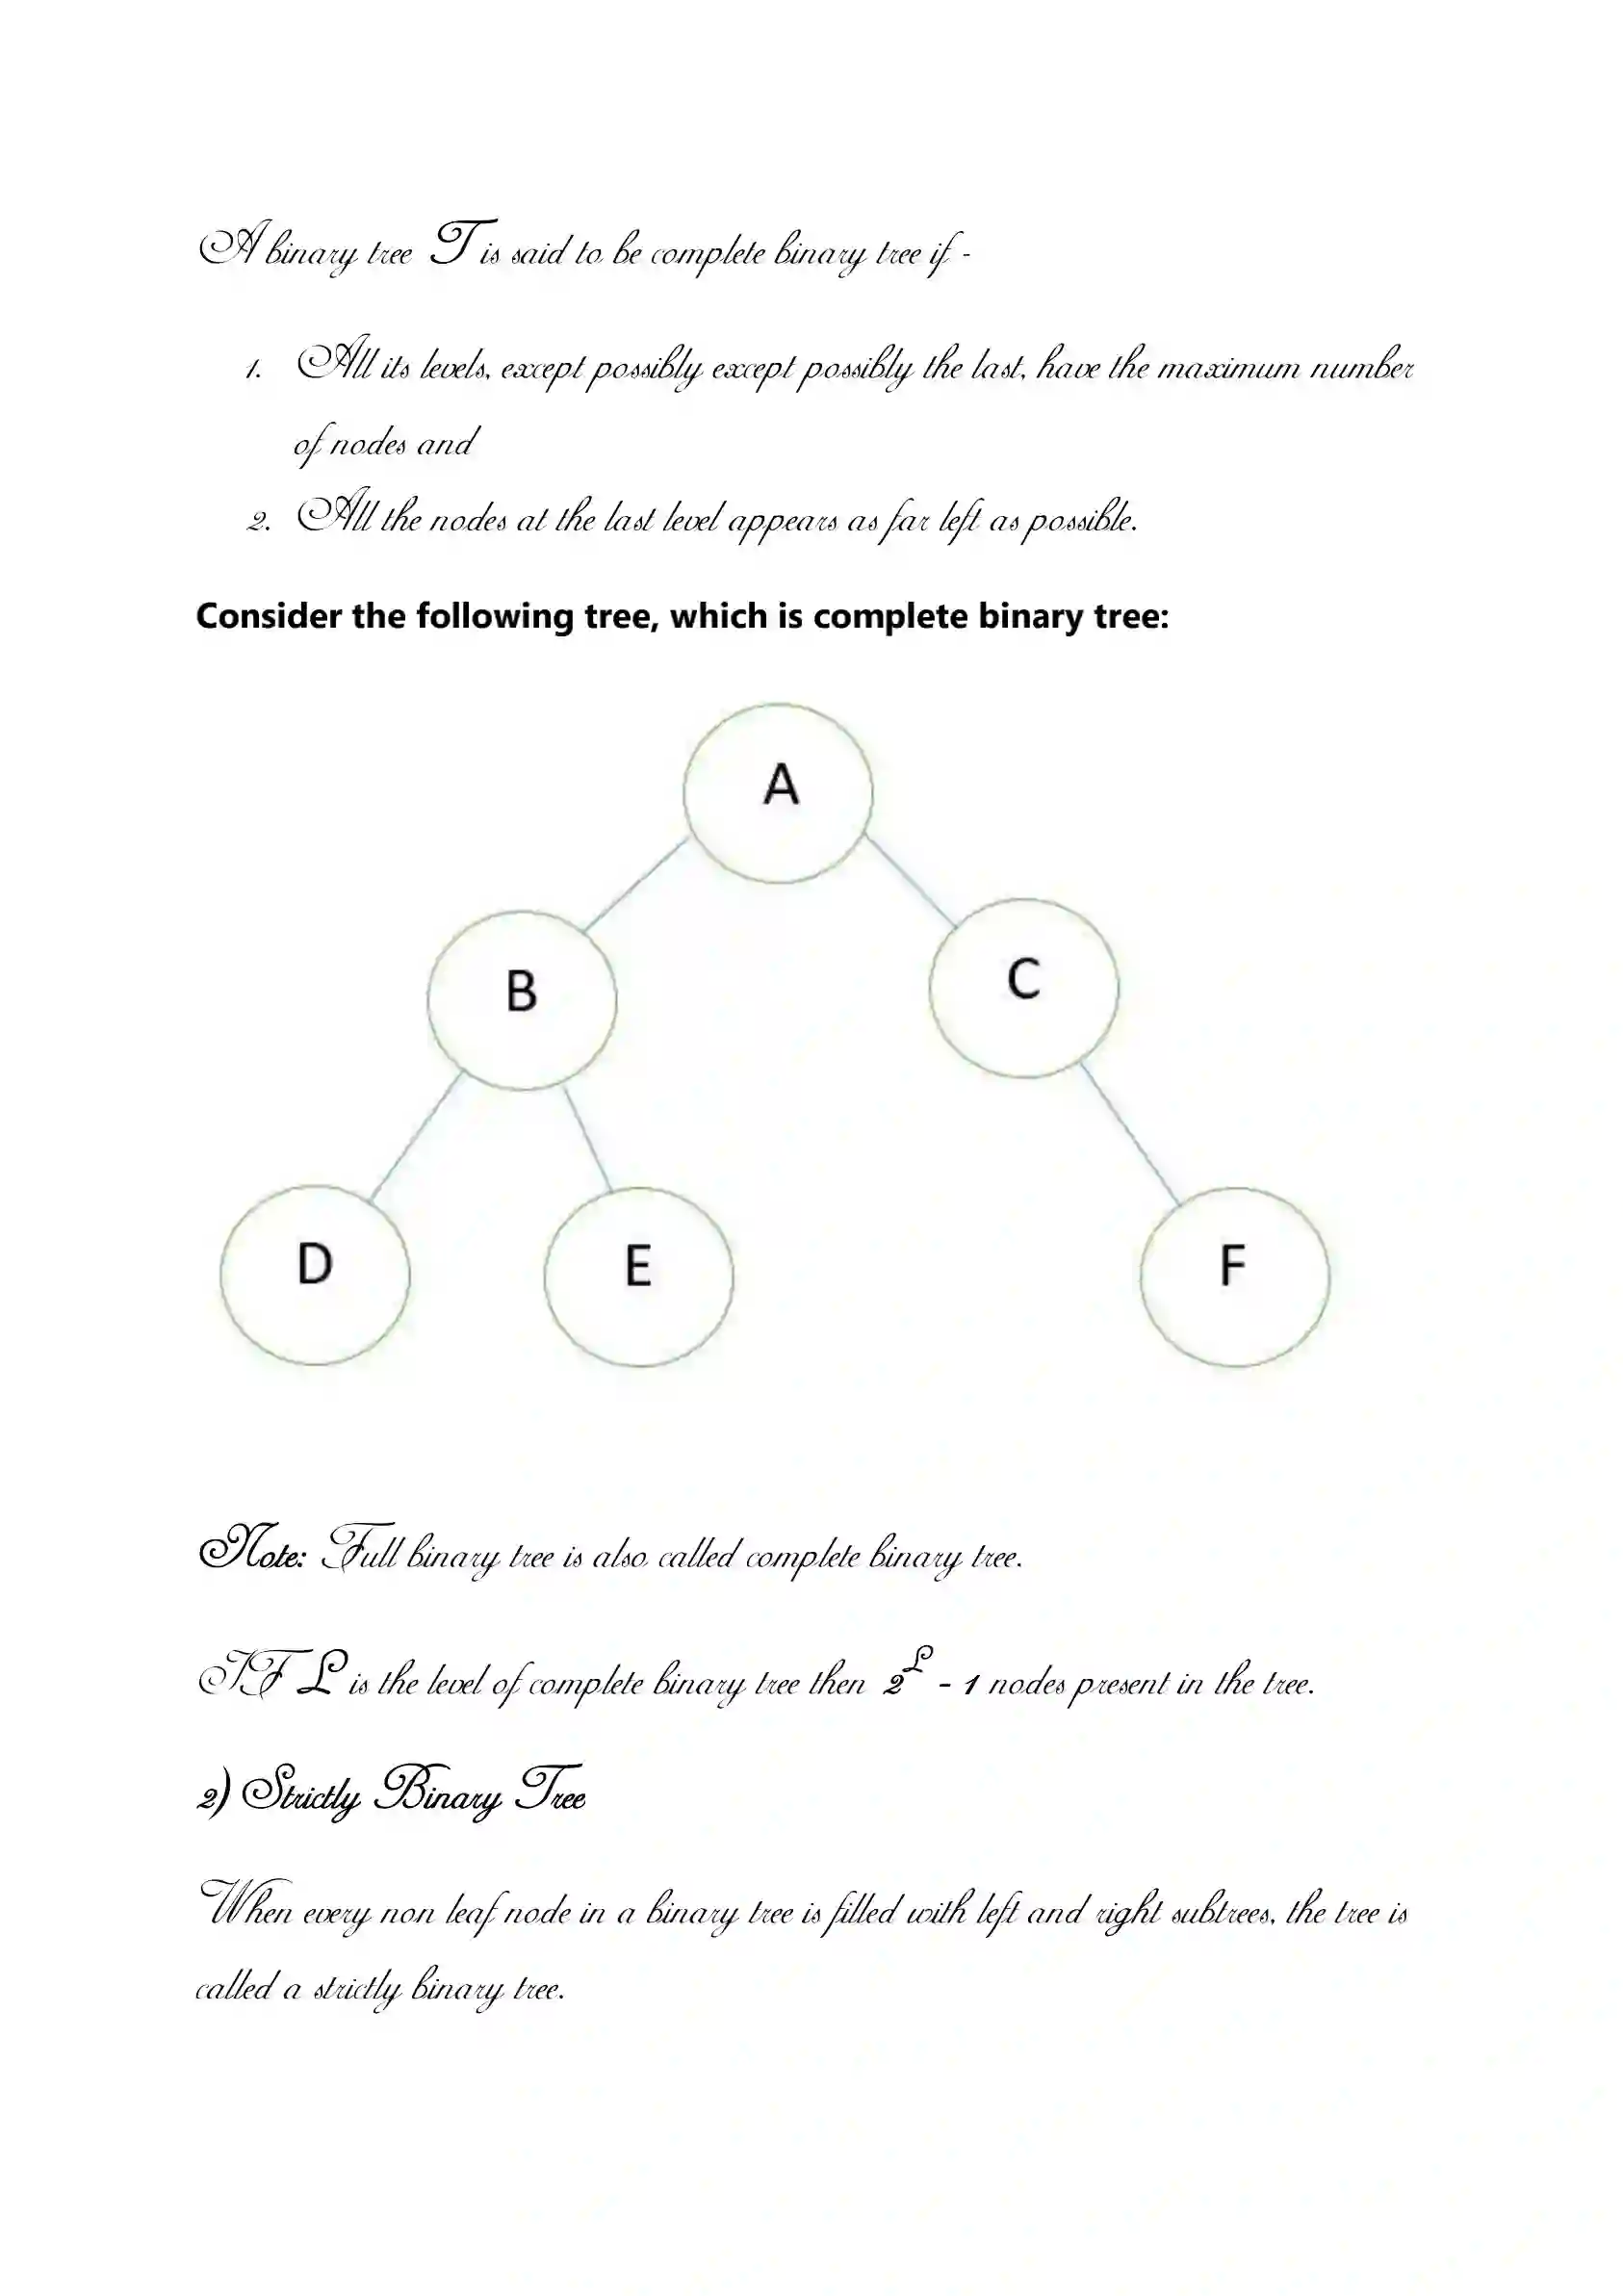 A binary tree T is said to be complete binary tree if -
1. All its levels, except possibly except possibly the last, have the maximum number
of nodes and
2. All the nodes at the last level appears as far left as possible.
Consider the following tree, which is complete binary tree:
A
B C
D E F
Note: Full binary tree is also called complete binary tree.
IF L is the level of complete binary tree then 2^L - 1 nodes present in the tree.
2) Strictly Binary Tree
When every non leaf node in a binary tree is filled with left and right subtrees, the tree is
called a strictly binary tree.